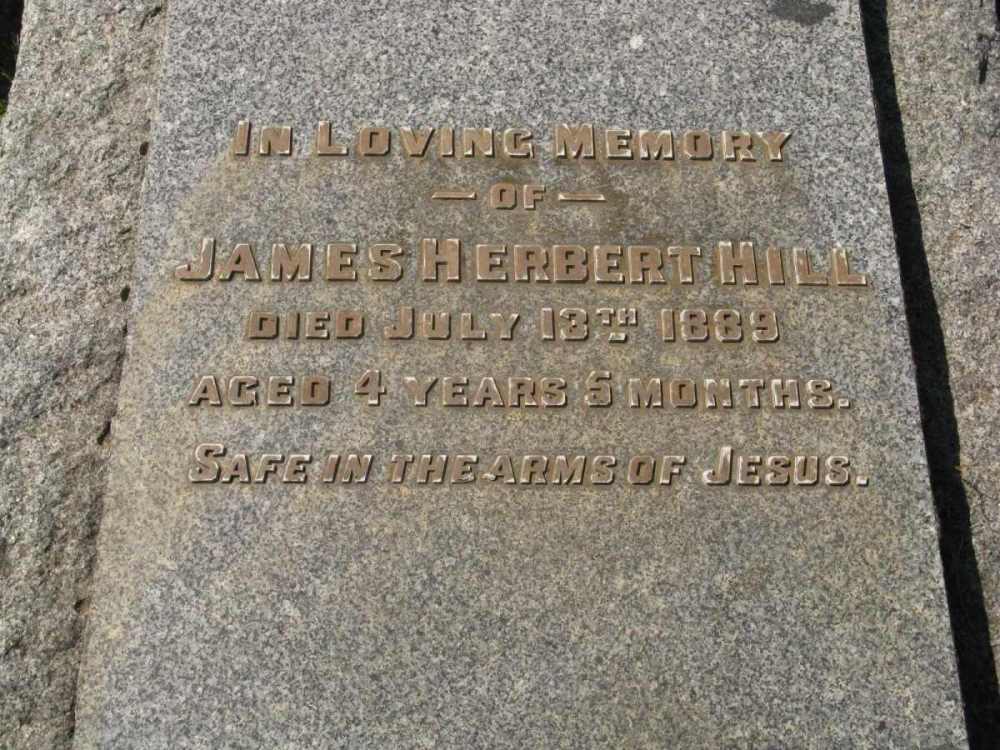 IN LOVING MEMORY
— OF —
JAMES HERBERT HILL
DIED JULY 13TH 1889
AGED 4 YEARS 5 MONTHS.
SAFE IN THE ARMS OF JESUS.